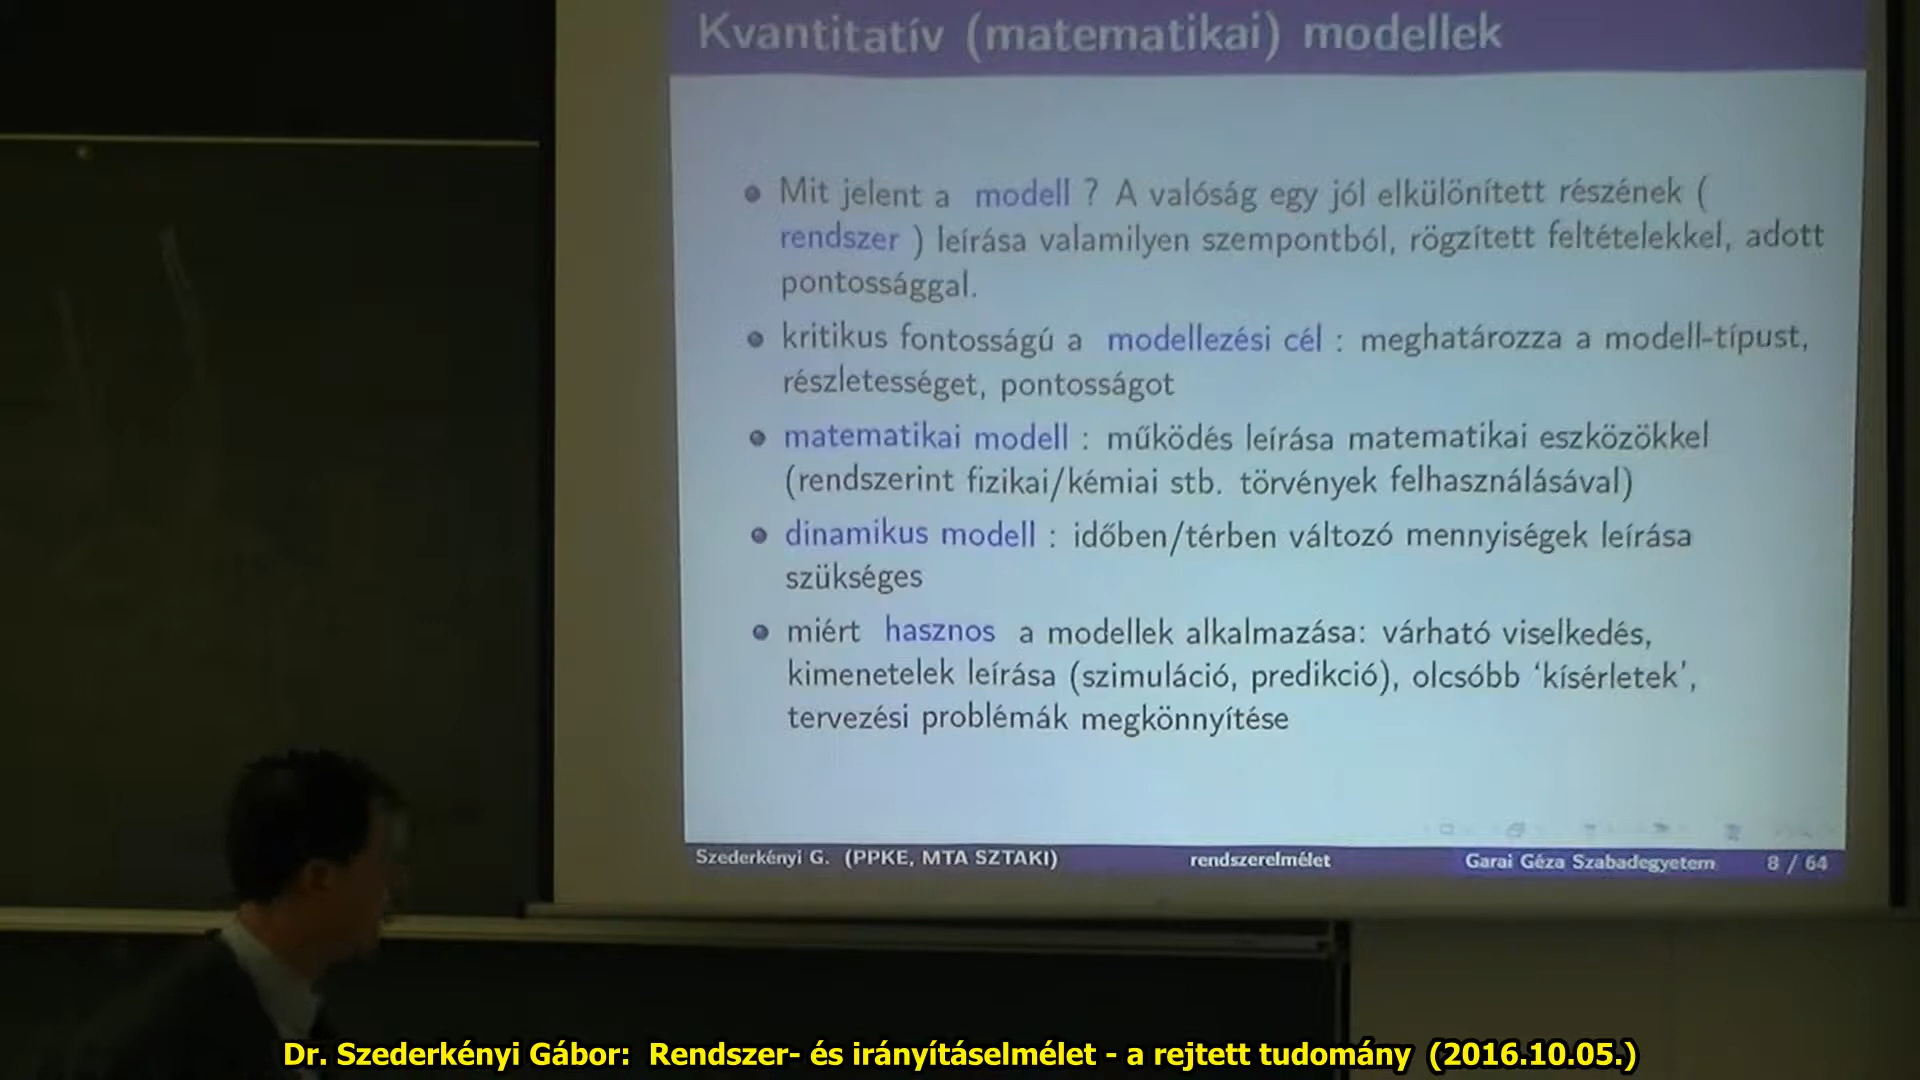 Kvantitatív (matematikai) modellek
Mit jelent a modell ? A valóság egy jól elkülönített részének (
rendszer ) leírása valamilyen szempontból, rögzített feltételekkel, adott
pontossággal.
kritikus fontosságú a modellezési cél : meghatározza a modell-típust,
részletességet, pontosságot
matematikai modell : működés leírása matematikai eszközökkel
(rendszerint fizikai/kémiai stb. törvények felhasználásával)
dinamikus modell : időben/térben változó mennyiségek leírása
szükséges
miért hasznos a modellek alkalmazása: várható viselkedés,
kimenetelek leírása (szimuláció, predikció), olcsóbb ‘kísérletek’,
tervezési problémák megkönnyítése
Szederkényi G. (PPKE, MTA SZTAKI) rendszerelmélet Garai Géza Szabadegyetem 8 / 64
Dr. Szederkényi Gábor: Rendszer- és irányításelmélet - a rejtett tudomány (2016.10.05.)